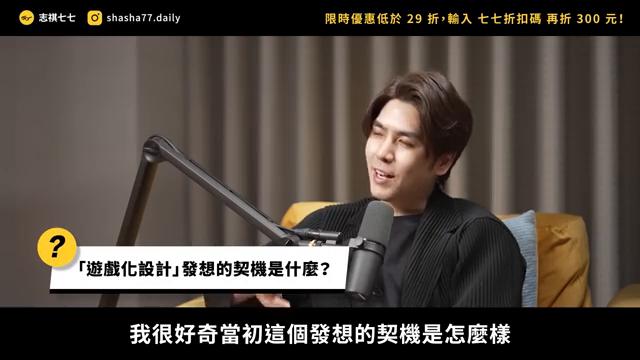 志祺七七 shasha77.daily 限時優惠低於 29 折，輸入 七七折扣碼 再折 300 元！
? 「遊戲化設計」發想的契機是什麼？
我很好奇當初這個發想的契機是怎麼樣